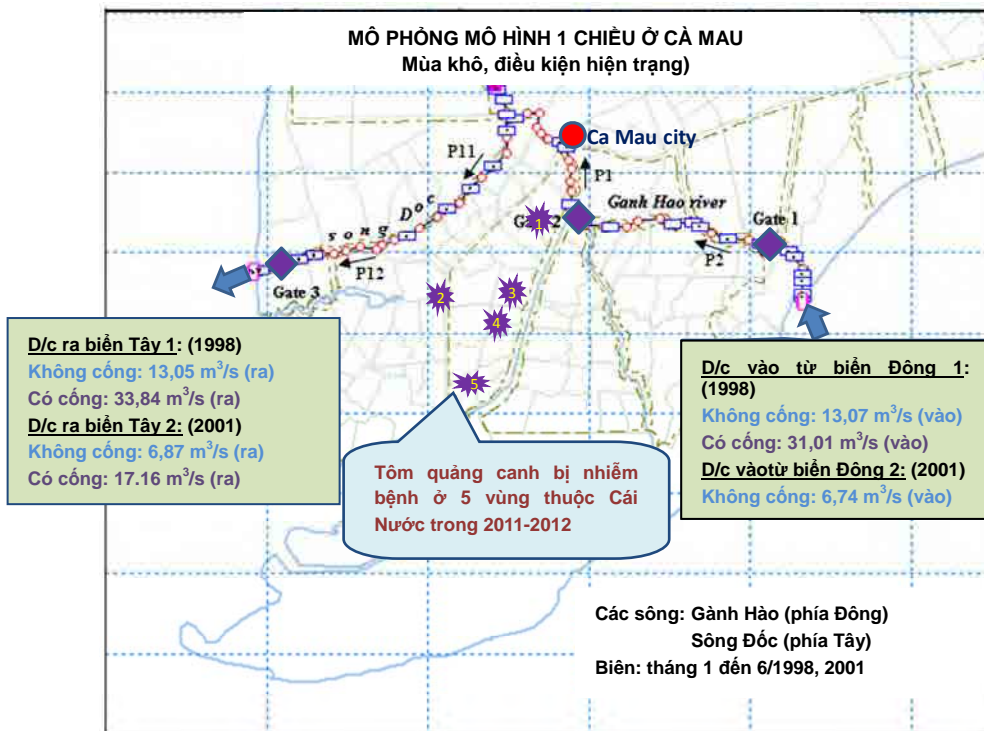 MÔ PHỎNG MÔ HÌNH 1 CHIỀU Ở CÀ MAU
Mùa khô, điều kiện hiện trạng)
Ca Mau city
P11
P1
Gate 2
1
Ganh Hao river
Gate 1
song Doc
P2
P12
Gate 3
2
3
4
5
D/c ra biển Tây 1: (1998)
Không cống: 13,05 m³/s (ra)
Có cống: 33,84 m³/s (ra)
D/c ra biển Tây 2: (2001)
Không cống: 6,87 m³/s (ra)
Có cống: 17.16 m³/s (ra)
D/c vào từ biển Đông 1:
(1998)
Không cống: 13,07 m³/s (vào)
Có cống: 31,01 m³/s (vào)
D/c vàotừ biển Đông 2: (2001)
Không cống: 6,74 m³/s (vào)
Tôm quảng canh bị nhiễm
bệnh ở 5 vùng thuộc Cái
Nước trong 2011-2012
Các sông: Gành Hào (phía Đông)
Sông Đốc (phía Tây)
Biên: tháng 1 đến 6/1998, 2001